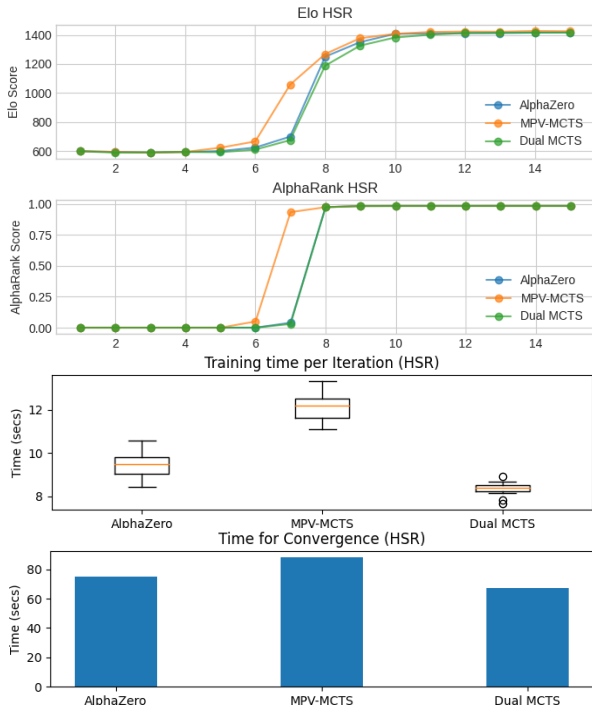 Elo HSR
1400
1200
1000
800
600
Elo Score
AlphaZero
MPV-MCTS
Dual MCTS
2 4 6 8 10 12 14
AlphaRank HSR
1.00
0.75
0.50
0.25
0.00
AlphaRank Score
AlphaZero
MPV-MCTS
Dual MCTS
2 4 6 8 10 12 14
Training time per Iteration (HSR)
12
10
8
Time (secs)
AlphaZero MPV-MCTS Dual MCTS
Time for Convergence (HSR)
80
60
40
20
0
Time (secs)
AlphaZero MPV-MCTS Dual MCTS